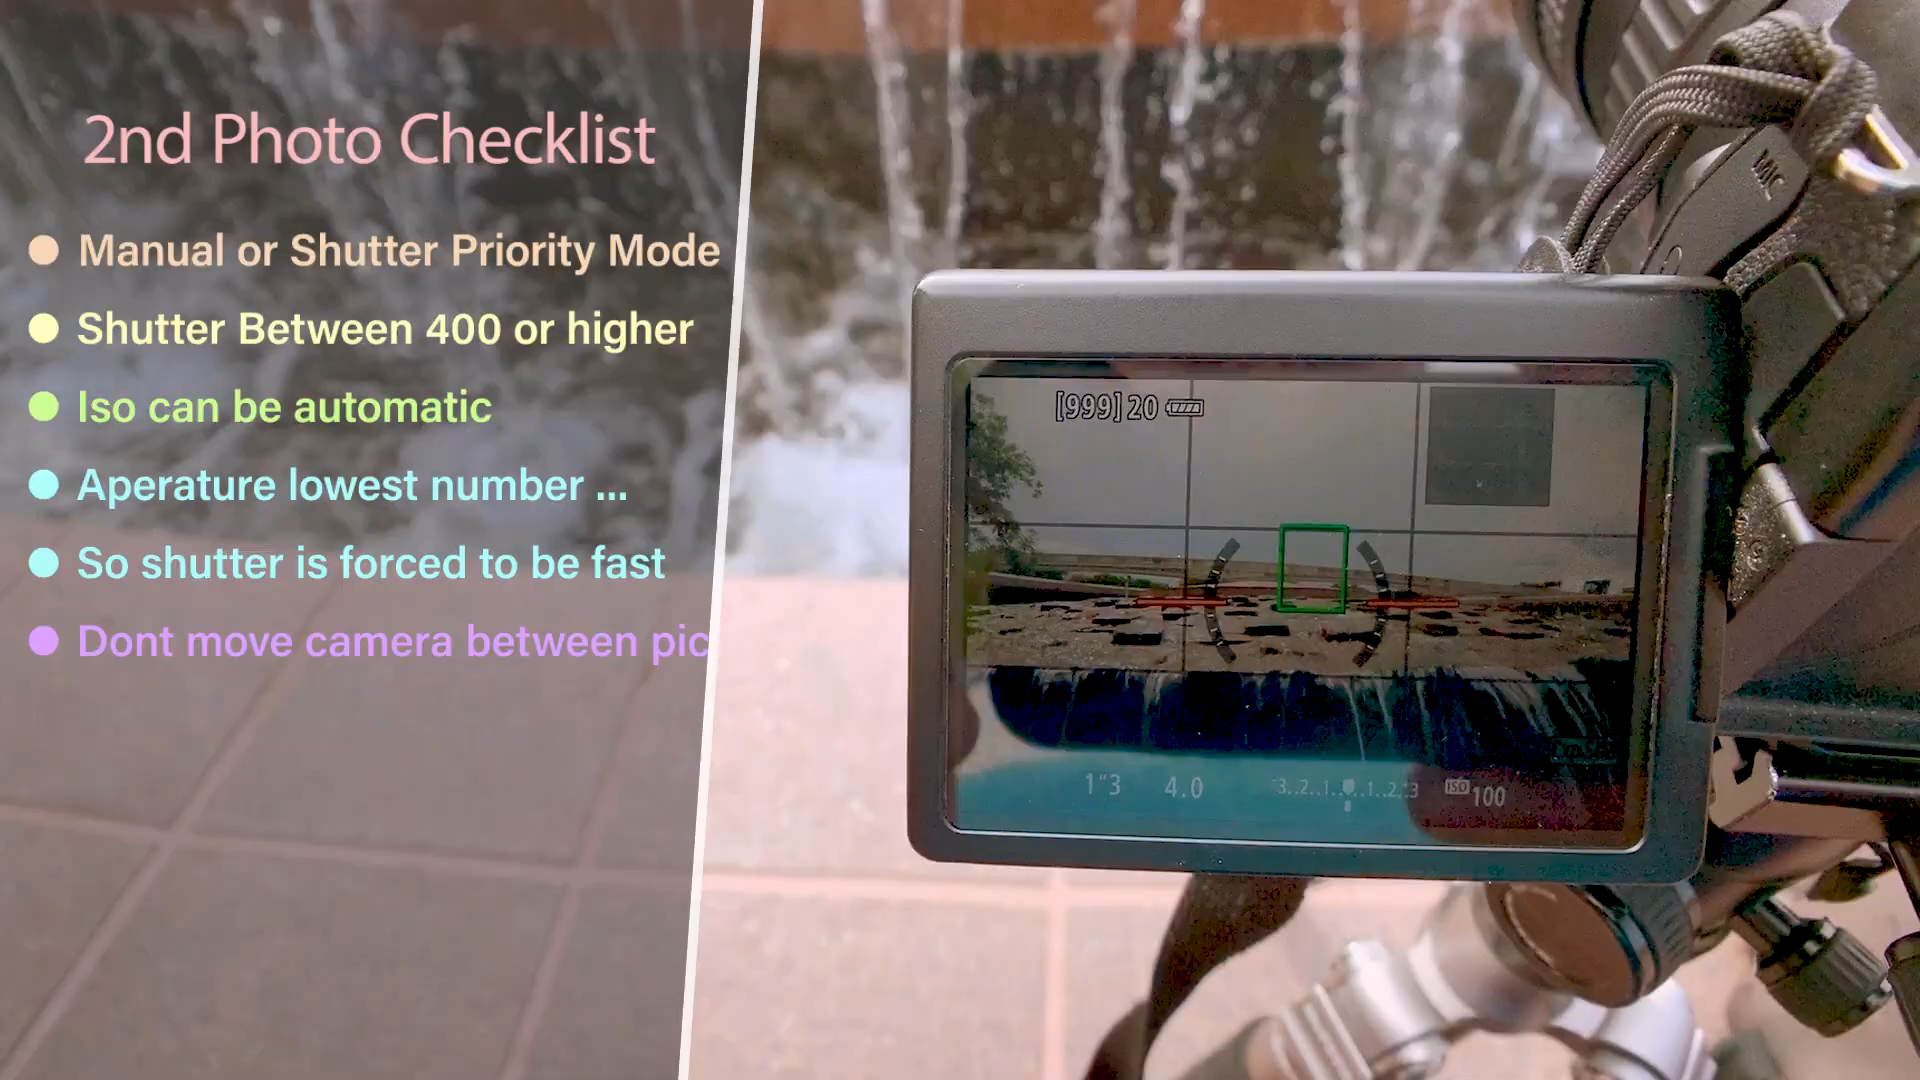 2nd Photo Checklist
Manual or Shutter Priority Mode
Shutter Between 400 or higher
Iso can be automatic
Aperature lowest number ...
So shutter is forced to be fast
Dont move camera between pic
MIC
[999] 20
1"3 4.0 3..2..1.. ..1..2..3 ISO 100